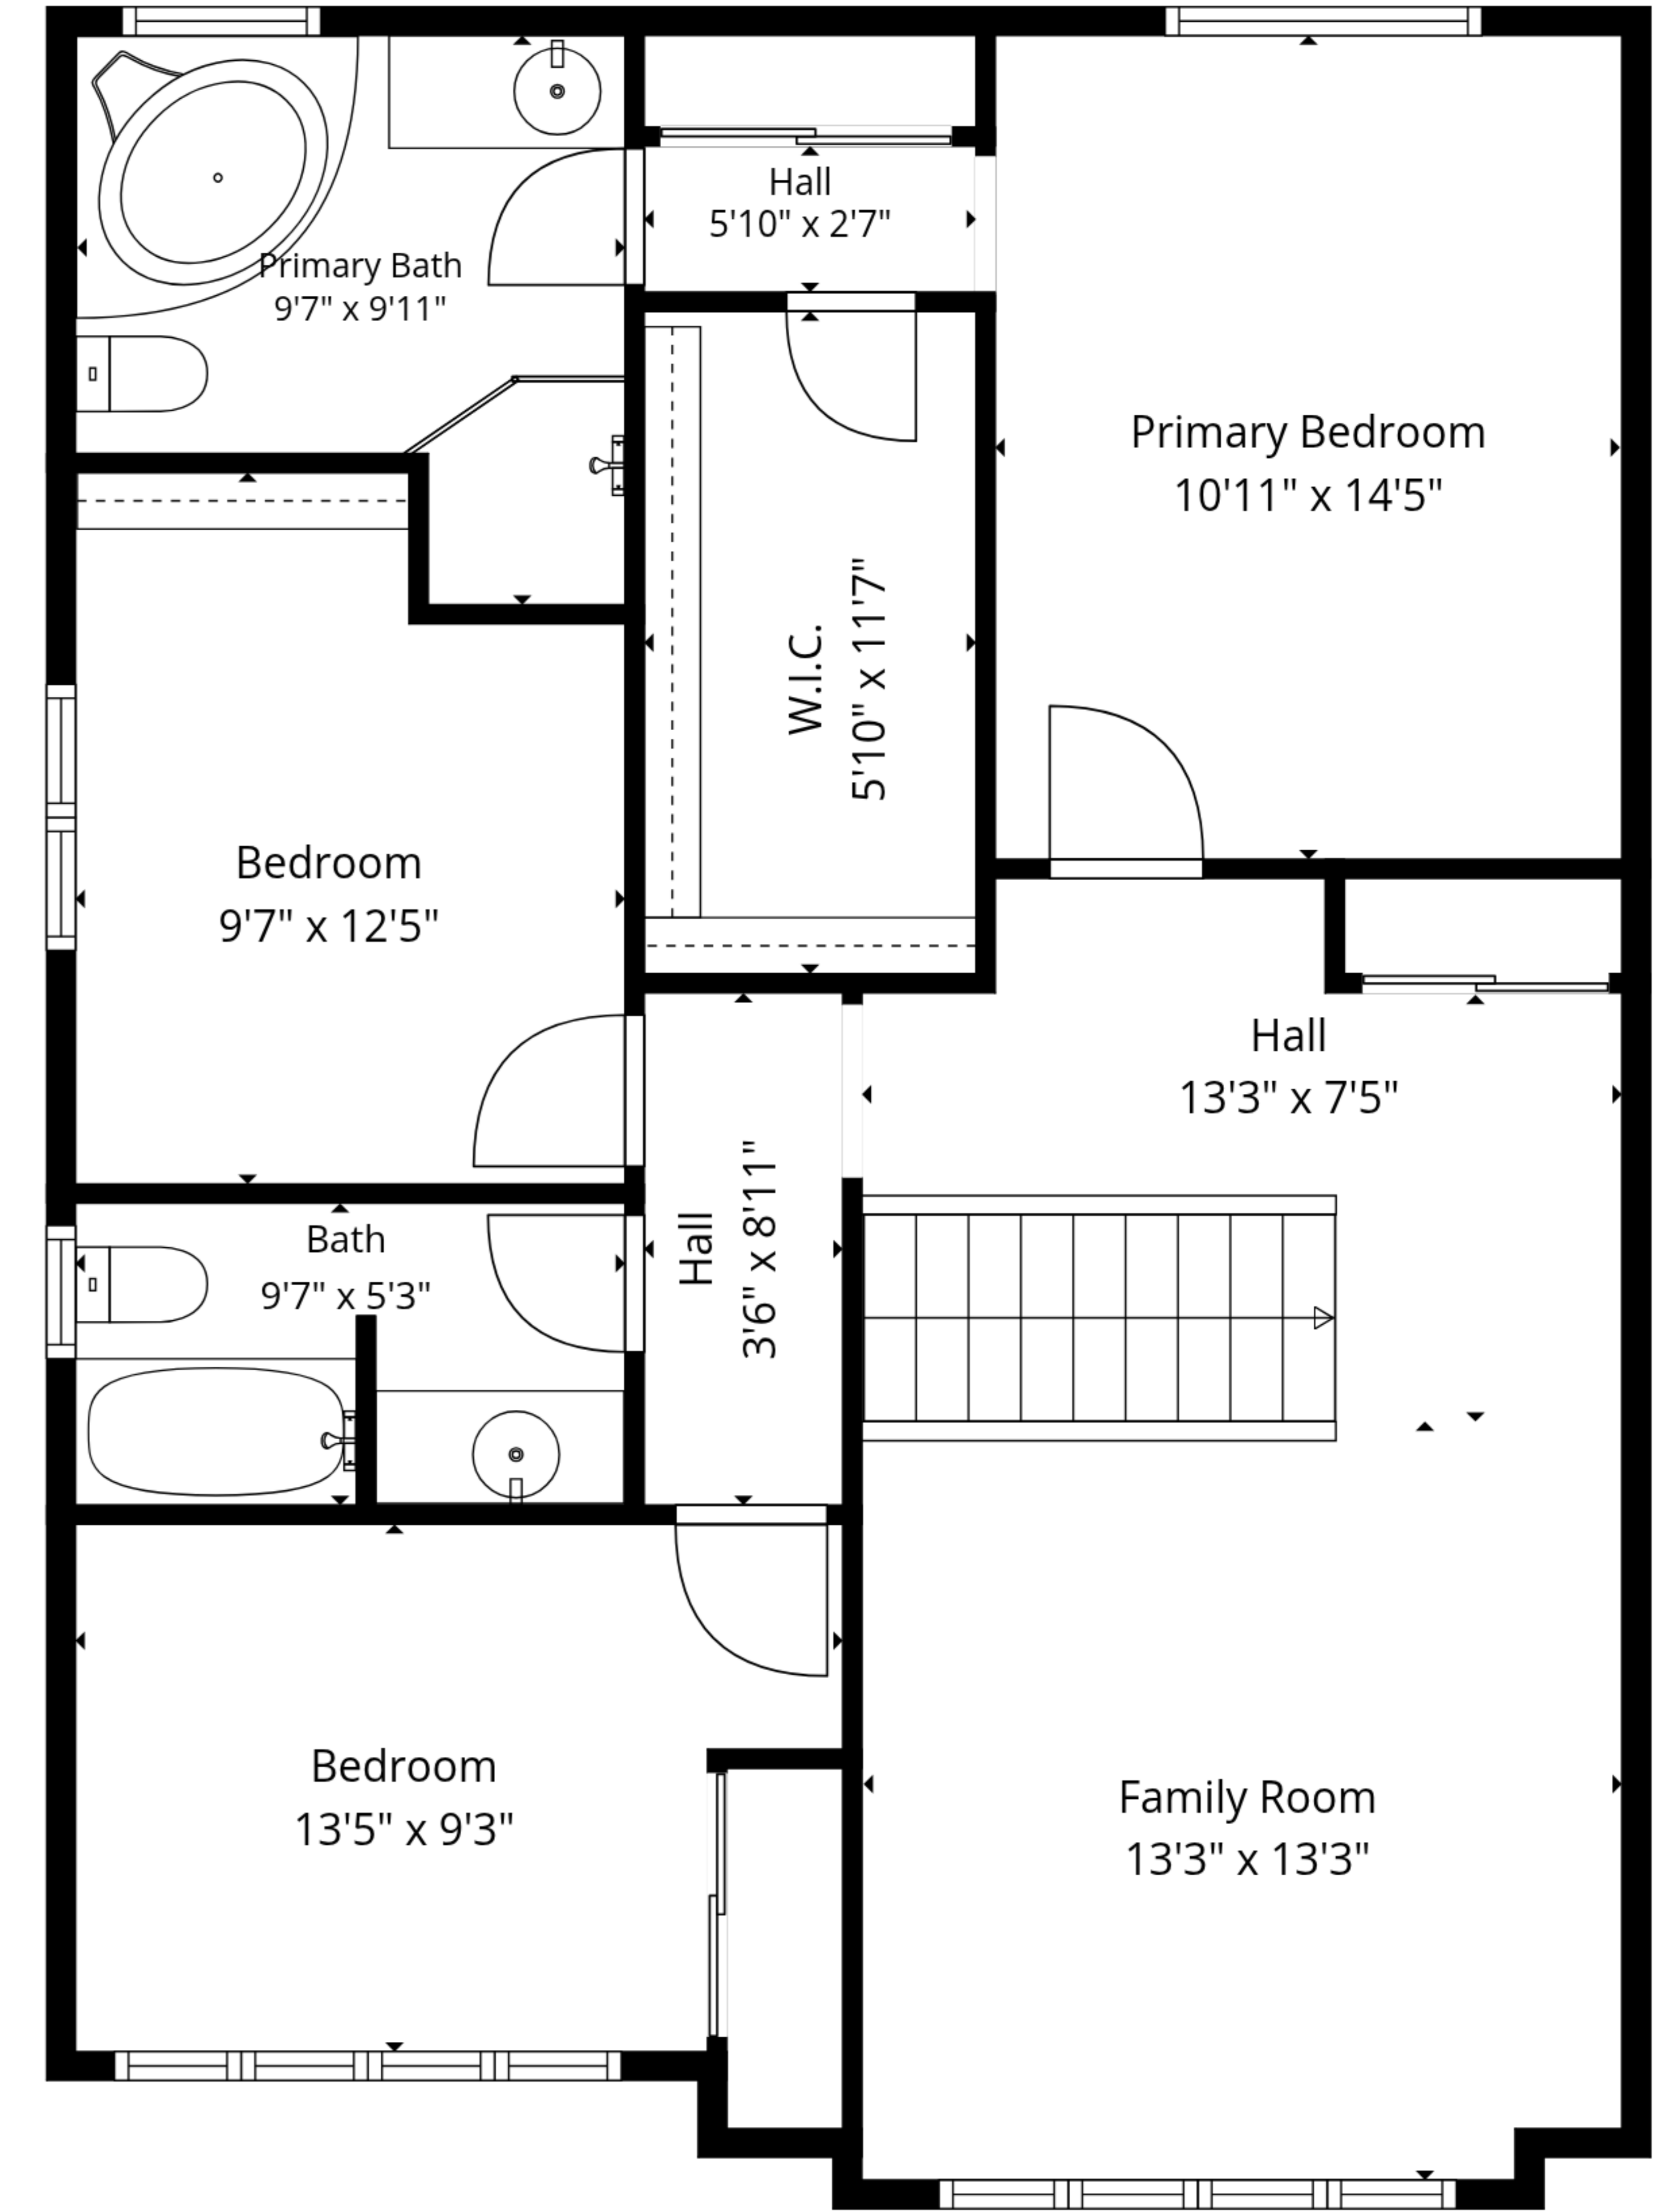 Hall
5'10" x 2'7"
Primary Bath
9'7" x 9'11"
Primary Bedroom
10'11" x 14'5"
W.I.C.
5'10" x 11'7"
Bedroom
9'7" x 12'5"
Hall
13'3" x 7'5"
Bath
9'7" x 5'3"
Hall
3'6" x 8'11"
Bedroom
13'5" x 9'3"
Family Room
13'3" x 13'3"